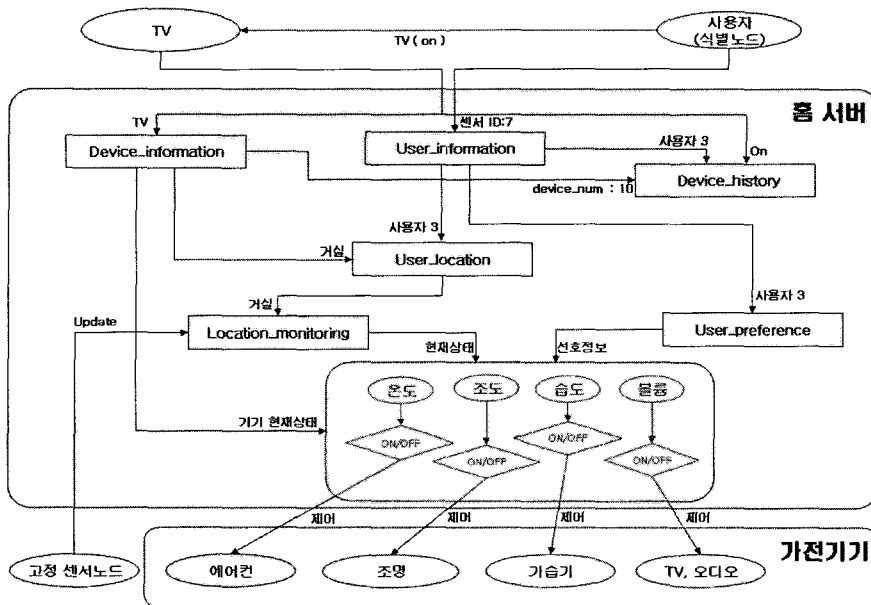 TV
사용자
(식별노드)
TV ( on )
홈 서버
TV
센서 ID:7
사용자 3
On
Device_information
User_information
Device_history
device_num : 10
사용자 3
거실
User_location
거실
사용자 3
Update
Location_monitoring
User_preference
현재상태
선호정보
온도
조도
습도
볼륨
기기 현재상태
ON/OFF
ON/OFF
ON/OFF
ON/OFF
제어
제어
제어
제어
가전기기
고정 센서노드
에어컨
조명
가습기
TV, 오디오